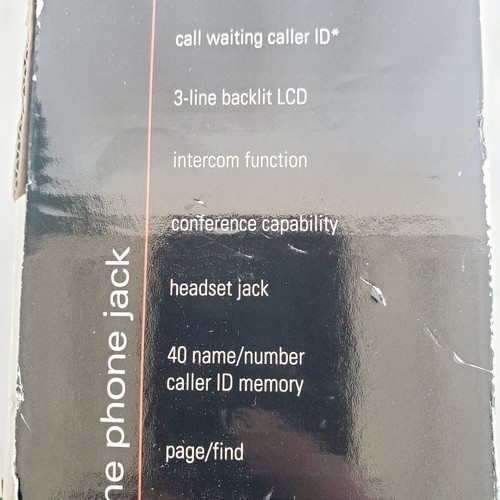 call waiting caller ID*
3-line backlit LCD
intercom function
conference capability
headset jack
40 name/number
caller ID memory
page/find
phone jack